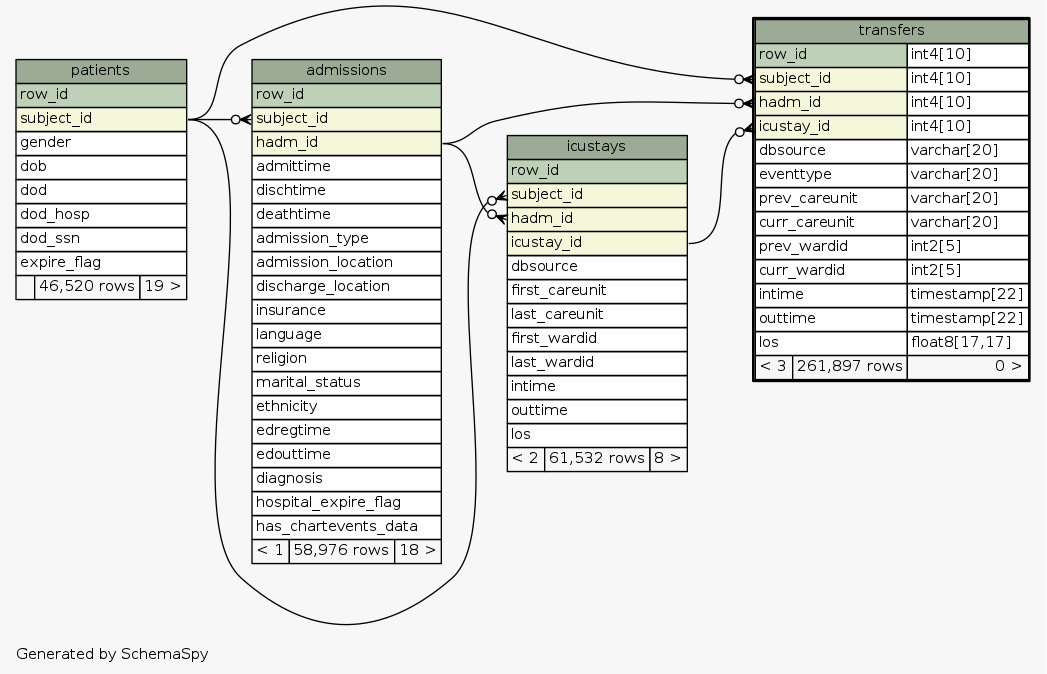 patients
row_id
subject_id
gender
dob
dod
dod_hosp
dod_ssn
expire_flag
46,520 rows 19 >
admissions
row_id
subject_id
hadm_id
admittime
dischtime
deathtime
admission_type
admission_location
discharge_location
insurance
language
religion
marital_status
ethnicity
edregtime
edouttime
diagnosis
hospital_expire_flag
has_chartevents_data
< 1 58,976 rows 18 >
icustays
row_id
subject_id
hadm_id
icustay_id
dbsource
first_careunit
last_careunit
first_wardid
last_wardid
intime
outtime
los
< 2 61,532 rows 8 >
transfers
row_id int4[10]
subject_id int4[10]
hadm_id int4[10]
icustay_id int4[10]
dbsource varchar[20]
eventtype varchar[20]
prev_careunit varchar[20]
curr_careunit varchar[20]
prev_wardid int2[5]
curr_wardid int2[5]
intime timestamp[22]
outtime timestamp[22]
los float8[17,17]
< 3 261,897 rows 0 >
Generated by SchemaSpy